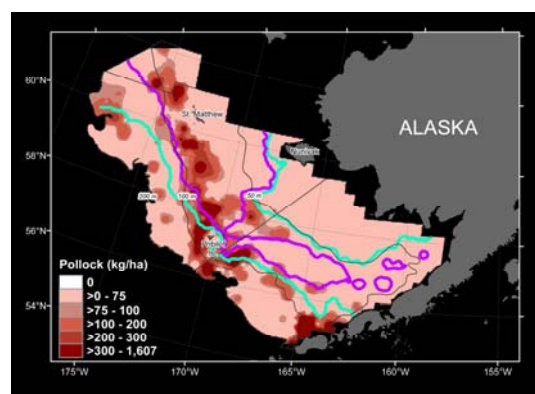 60°N
58°N
56°N
54°N
St. Matthew
Nunivak
ALASKA
200 m
100 m
50 m
Pollock (kg/ha)
0
>0 - 75
>75 - 100
>100 - 200
>200 - 300
>300 - 1,607
175°W
170°W
165°W
160°W
155°W